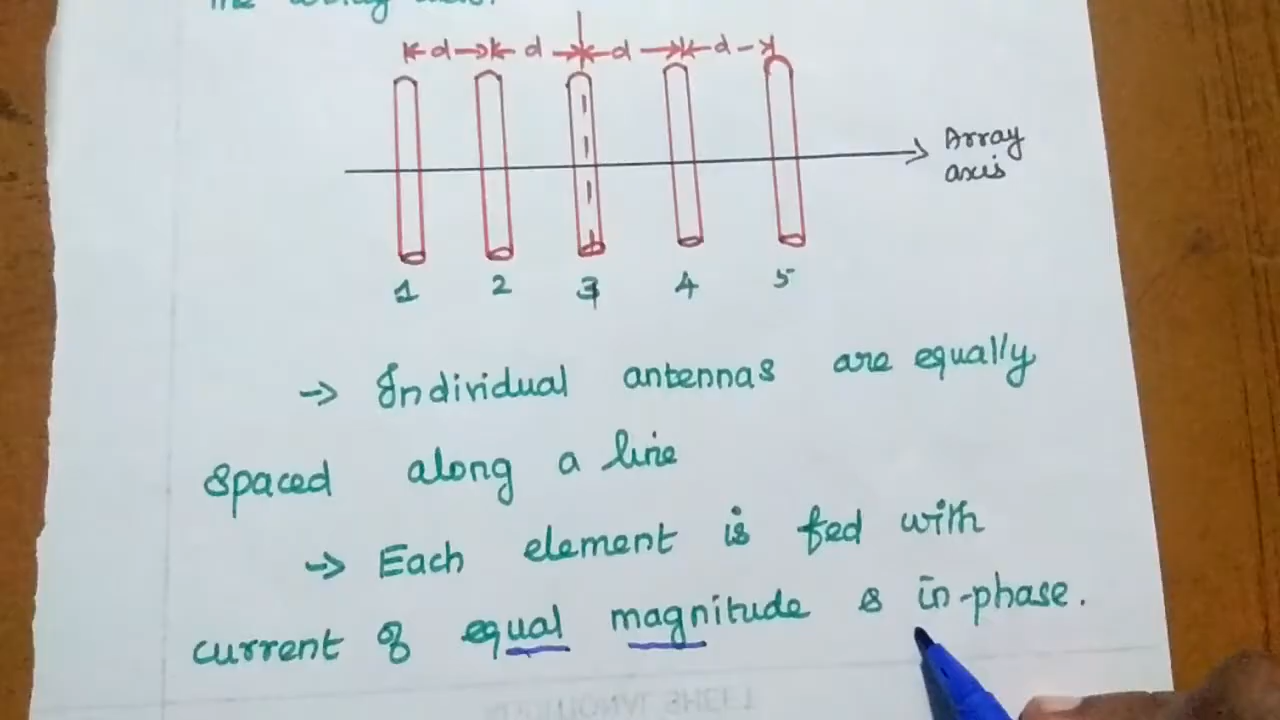 d d d d
Array
axis
1 2 3 4 5
→ Individual antennas are equally
spaced along a line
→ Each element is fed with
current of equal magnitude & in-phase.